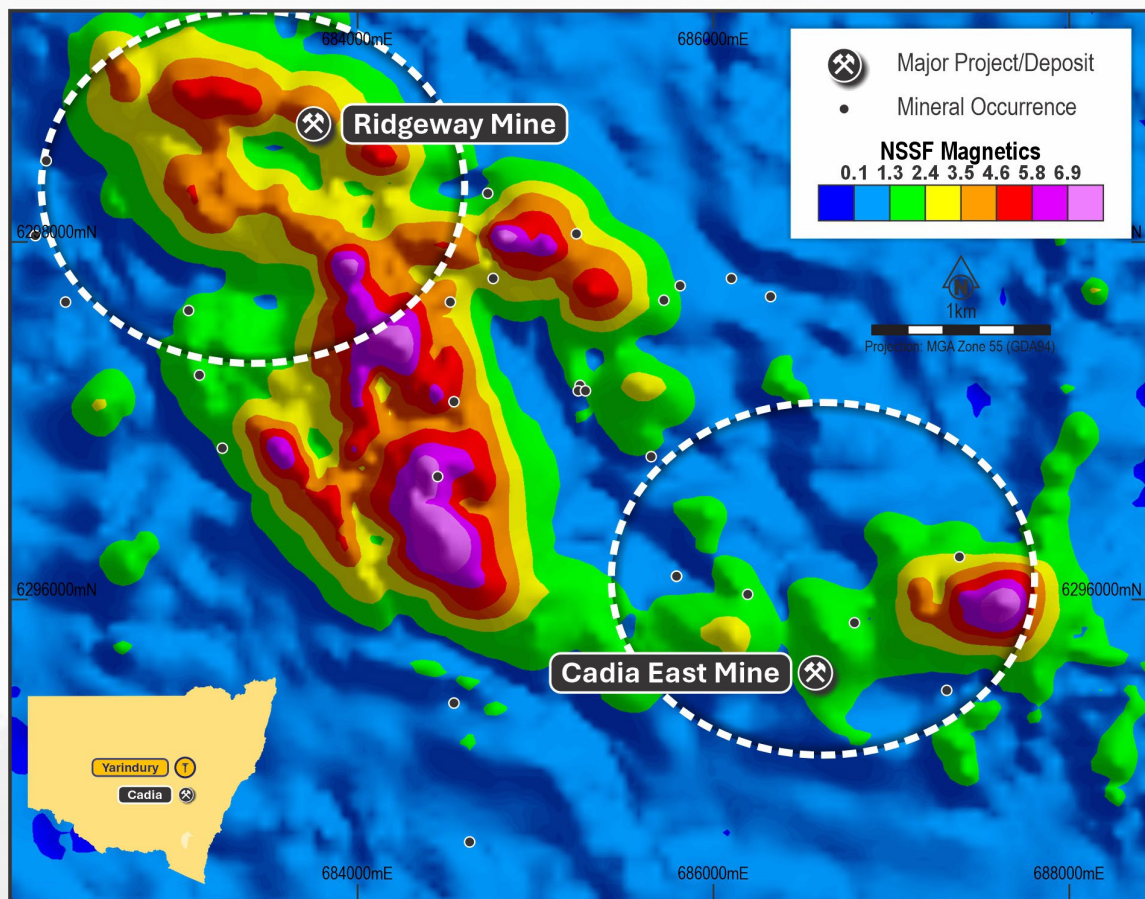 684000mE
686000mE
Major Project/Deposit
Mineral Occurrence
NSSF Magnetics
0.1 1.3 2.4 3.5 4.6 5.8 6.9
Ridgeway Mine
6298000mN
N
N
1km
Projection: MGA Zone 55 (GDA94)
6296000mN
6296000mN
Cadia East Mine
Yarindury
T
Cadia
684000mE
686000mE
688000mE